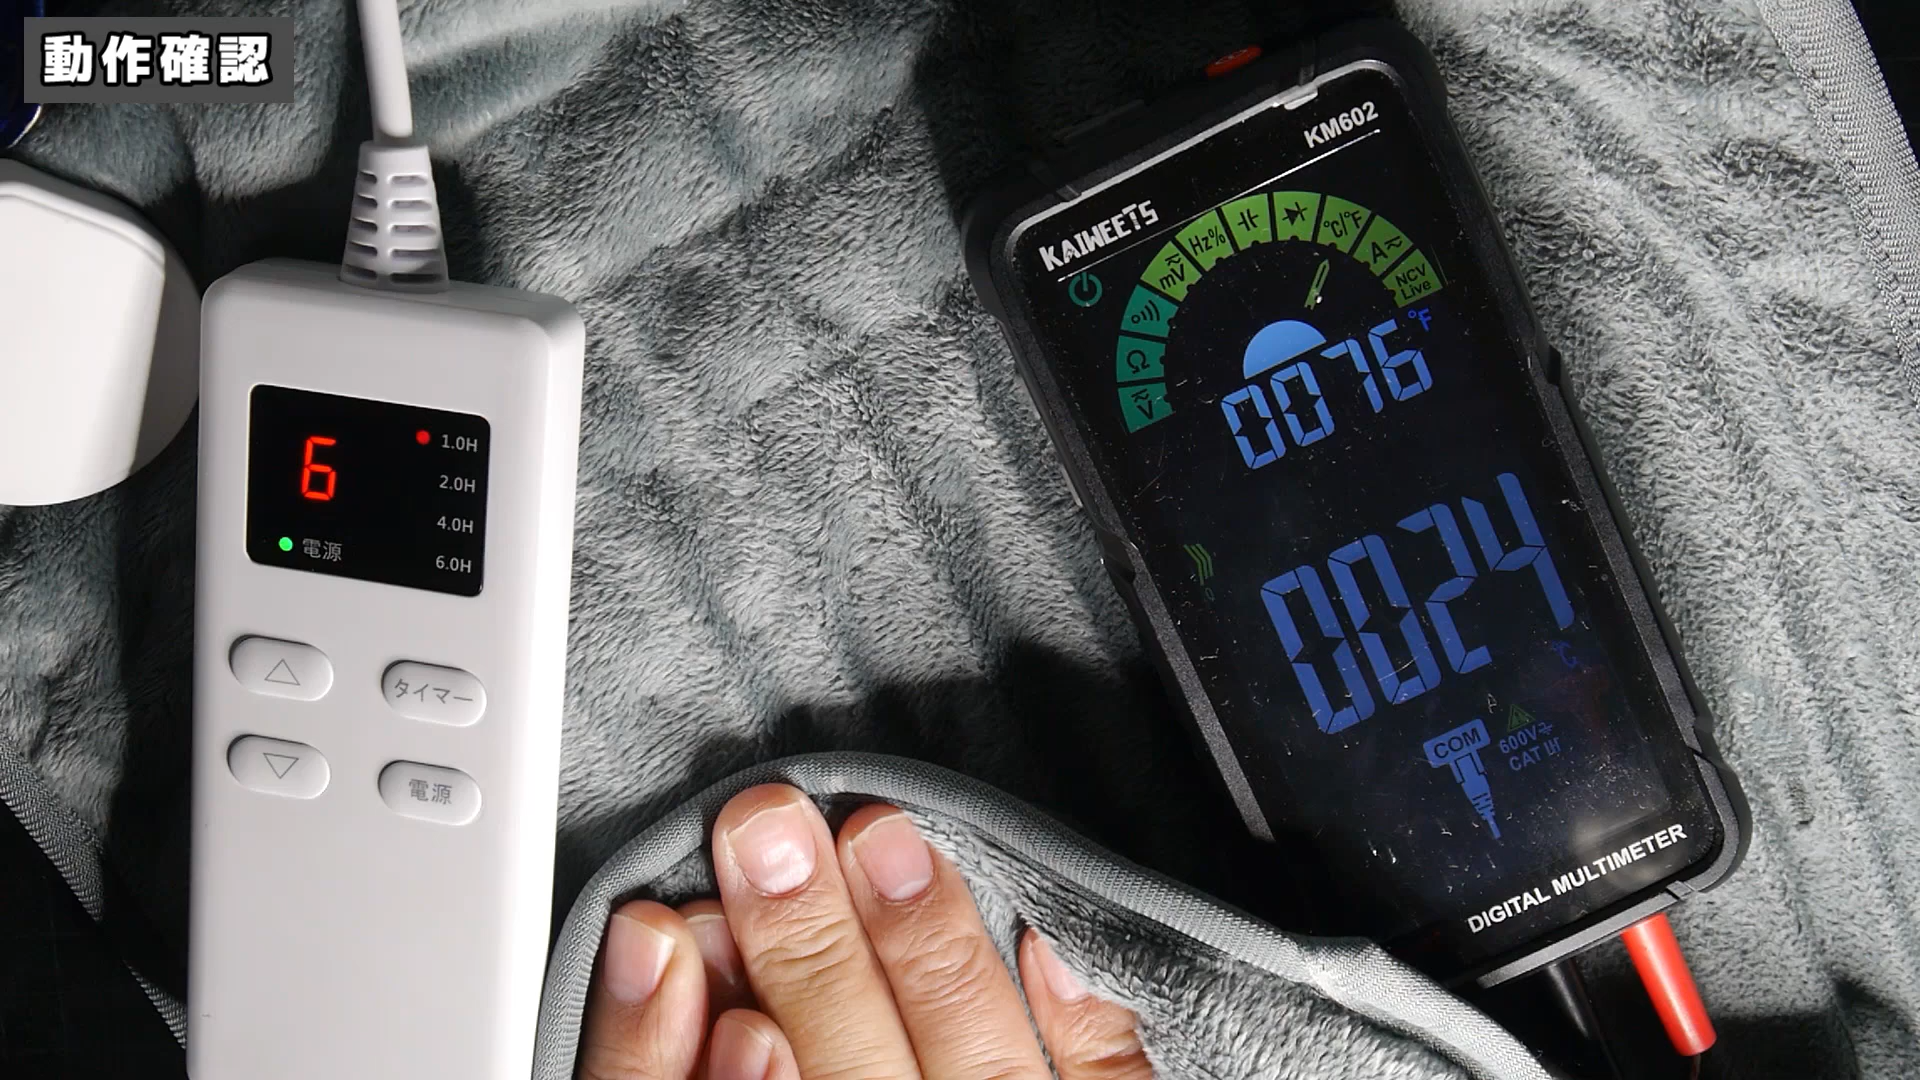 動作確認
6
1.0H
2.0H
4.0H
6.0H
電源
タイマー
電源
KAIWEETS
KM602
V
Ω
mV
Hz%
°C/°F
A
NCV
Live
0076 °F
0024
°C
COM
600V
CAT III
DIGITAL MULTIMETER